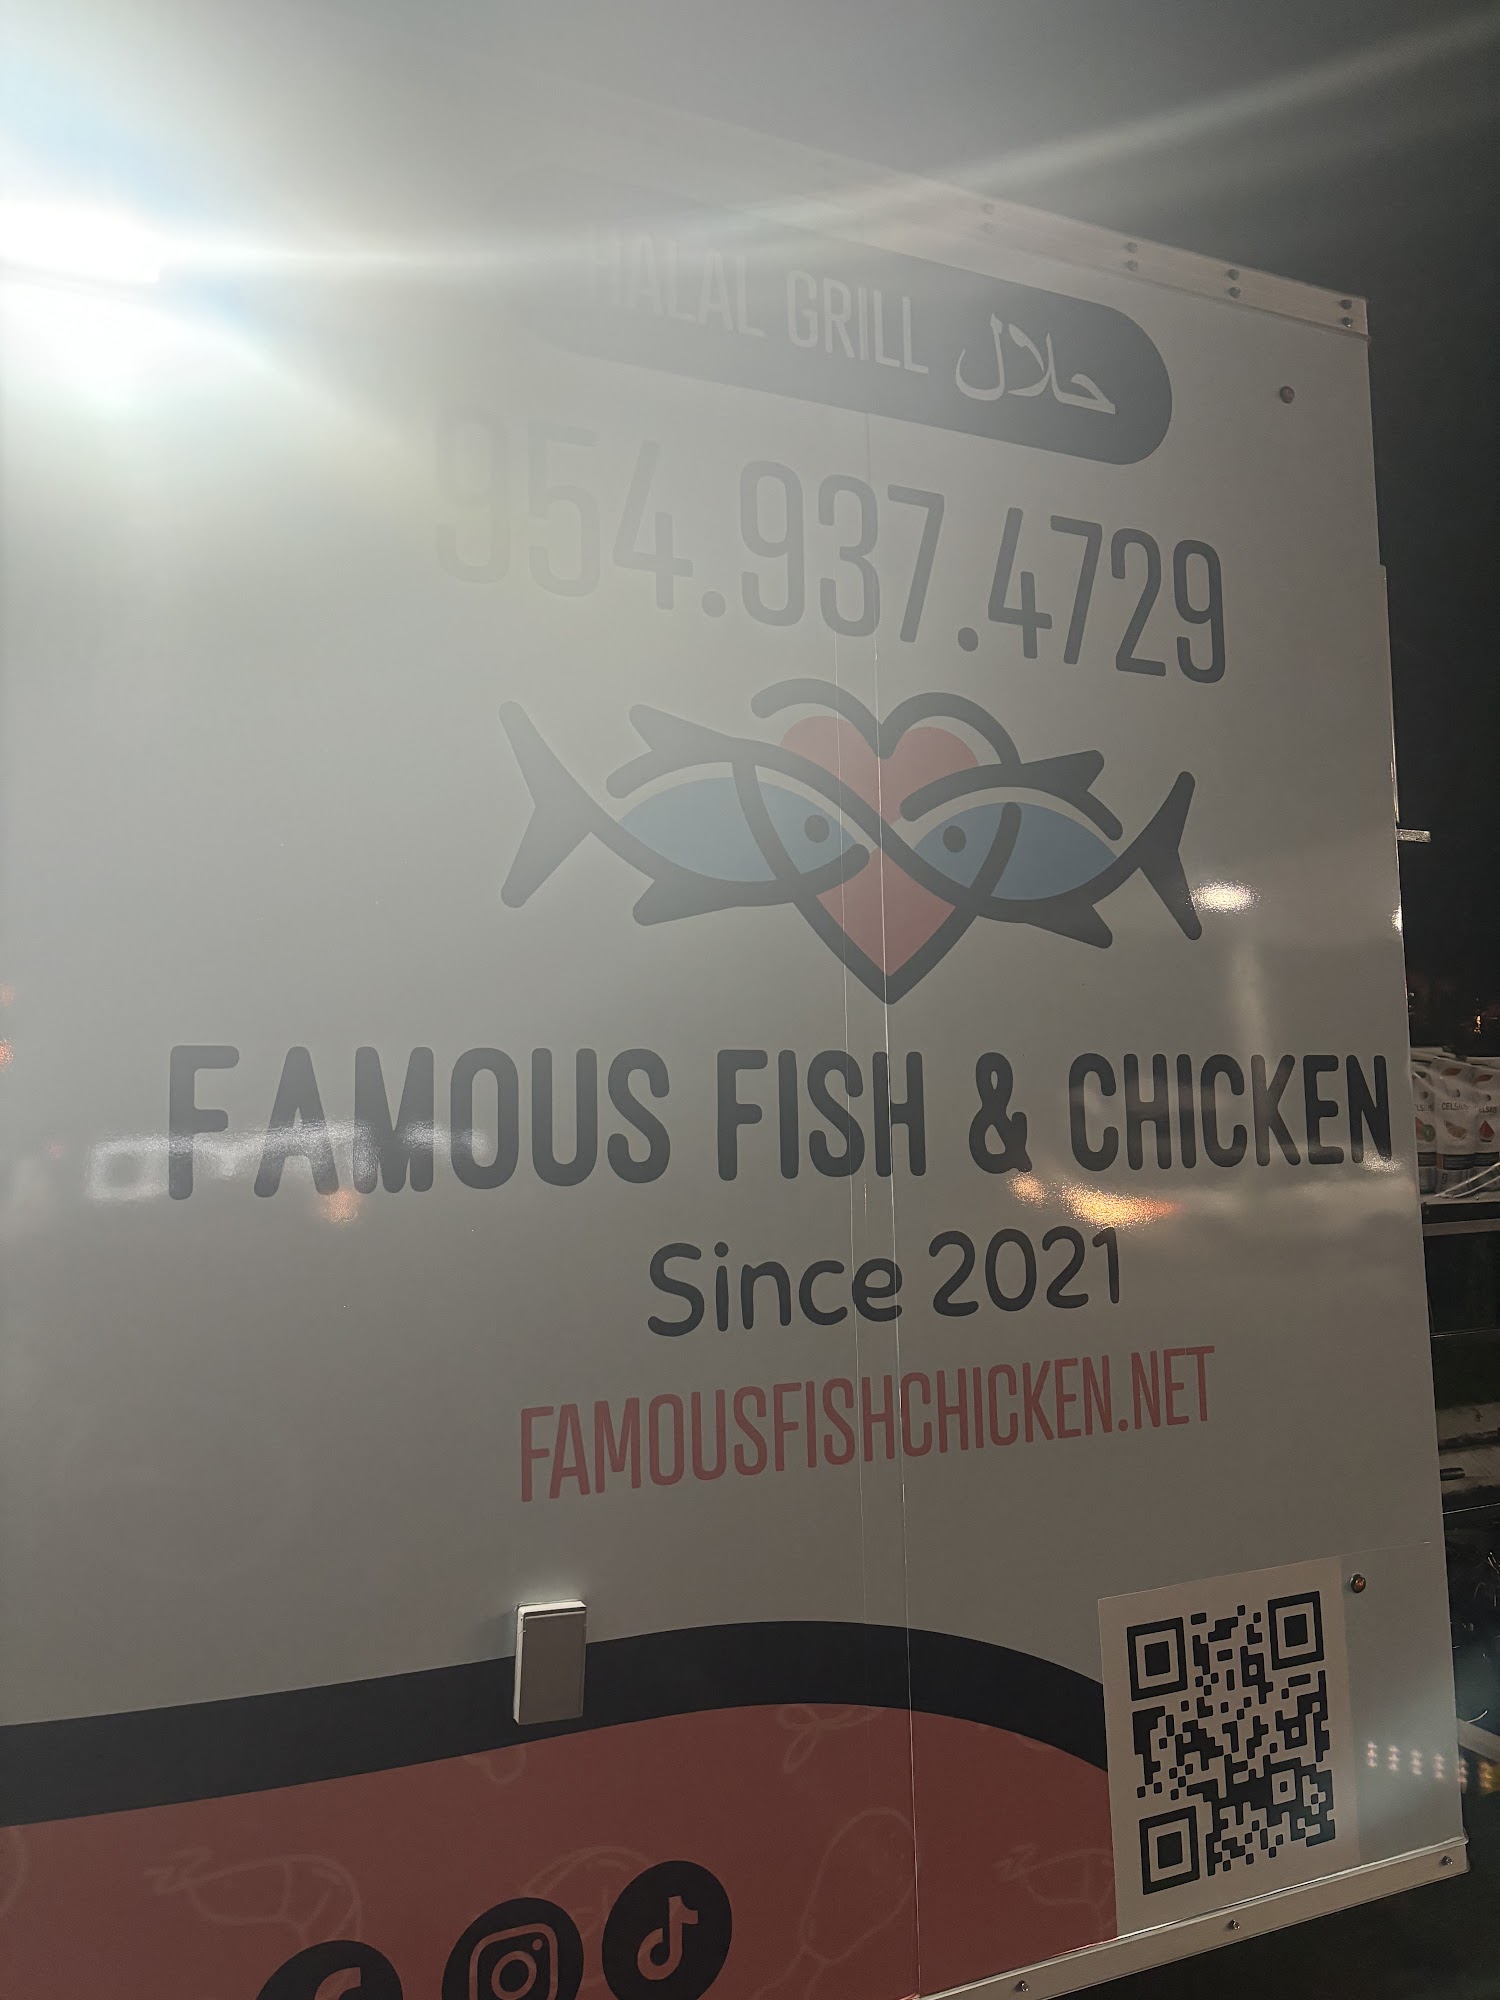 HALAL GRILL حلال
954.937.4729
FAMOUS FISH & CHICKEN
Since 2021
FAMOUSFISHCHICKEN.NET